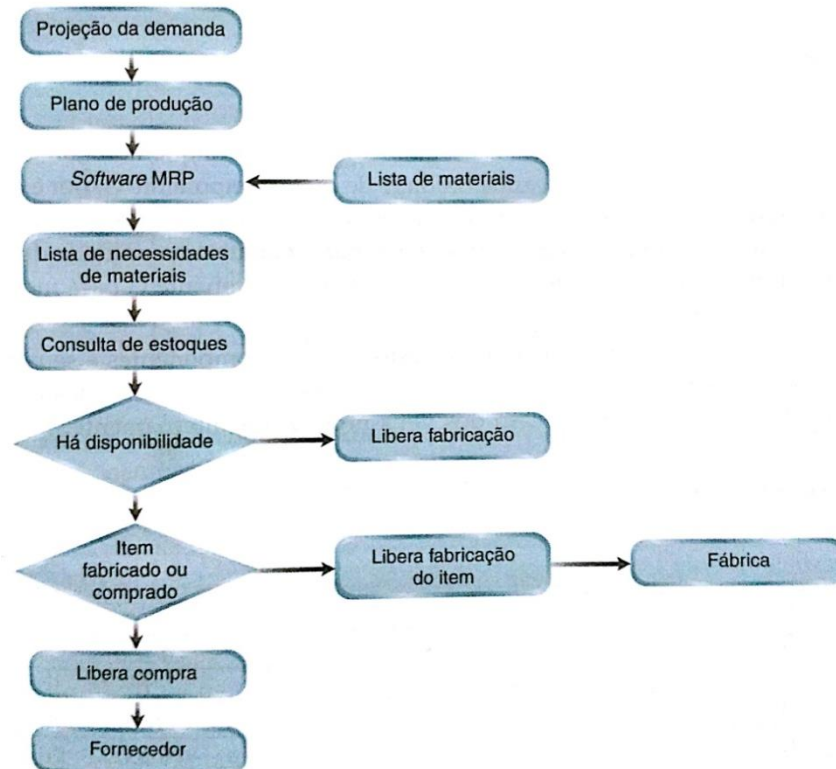 Projeção da demanda
Plano de produção
Software MRP
Lista de materiais
Lista de necessidades
de materiais
Consulta de estoques
Há disponibilidade
Libera fabricação
Item
fabricado ou
comprado
Libera fabricação
do item
Fábrica
Libera compra
Fornecedor